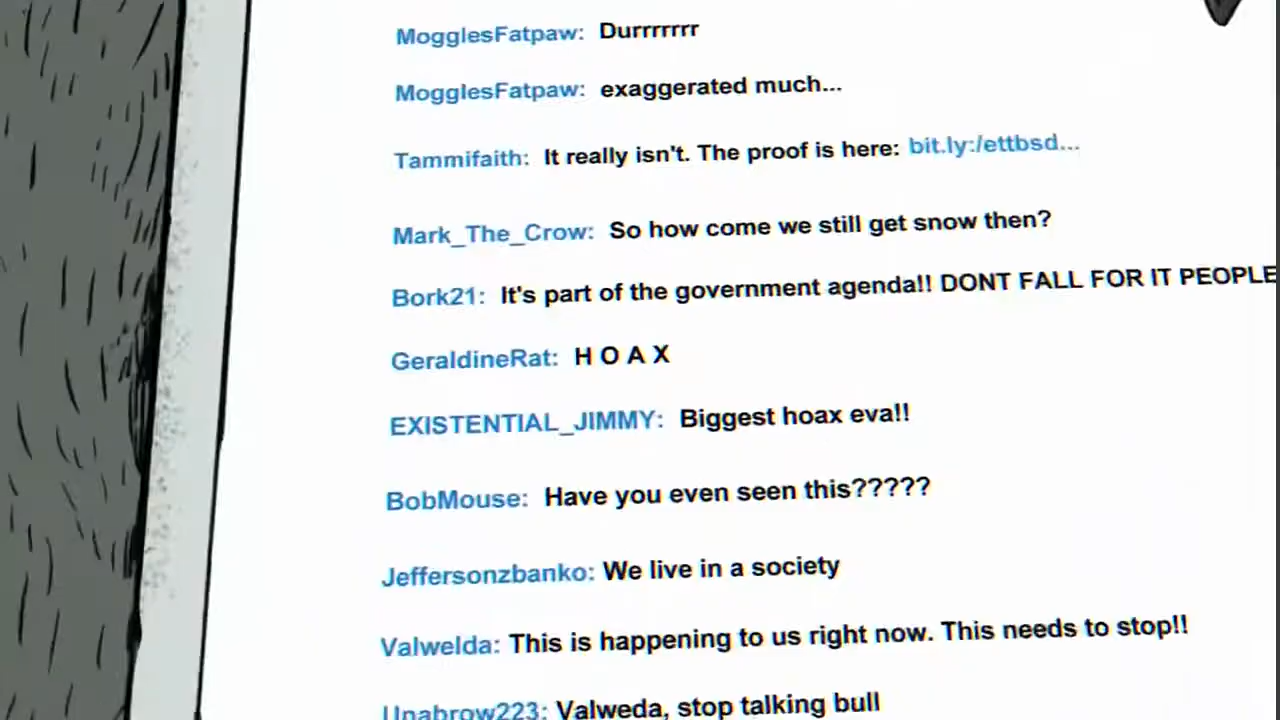 MogglesFatpaw: Durrrrrrr
MogglesFatpaw: exaggerated much...
Tammifaith: It really isn't. The proof is here: bit.ly:/ettbsd...
Mark_The_Crow: So how come we still get snow then?
Bork21: It's part of the government agenda!! DONT FALL FOR IT PEOPLE
GeraldineRat: H O A X
EXISTENTIAL_JIMMY: Biggest hoax eva!!
BobMouse: Have you even seen this?????
Jeffersonzbanko: We live in a society
Valwelda: This is happening to us right now. This needs to stop!!
Unabrow223: Valweda, stop talking bull